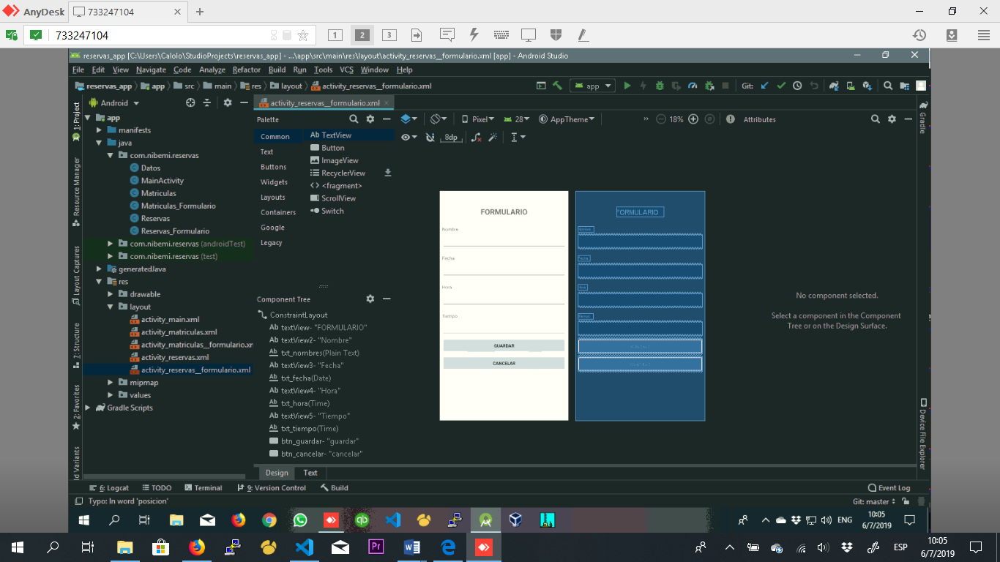 AnyDesk 733247104
733247104 1 2 3
reservas_app [C:\Users\Calolo\StudioProjects\reservas_app] - ...\app\src\main\res\layout\activity_reservas__formulario.xml [app] - Android Studio
File Edit View Navigate Code Analyze Refactor Build Run Tools VCS Window Help
reservas_app app src main res layout activity_reservas__formulario.xml app Git:
Android activity_reservas__formulario.xml
1: Project
Resource Manager
Layout Captures
7: Structure
2: Favorites
ld Variants
app
manifests
java
com.nibemi.reservas
Datos
MainActivity
Matriculas
Matriculas_Formulario
Reservas
Reservas_Formulario
com.nibemi.reservas (androidTest)
com.nibemi.reservas (test)
generatedJava
res
drawable
layout
activity_main.xml
activity_matriculas.xml
activity_matriculas__formulario.xr
activity_reservas.xml
activity_reservas__formulario.xml
mipmap
values
Gradle Scripts
Palette
Common
Text
Buttons
Widgets
Layouts
Containers
Google
Legacy
Ab TextView
Button
ImageView
RecyclerView
<fragment>
ScrollView
Switch
Component Tree
ConstraintLayout
Ab textView- "FORMULARIO"
Ab textView2- "Nombre"
Ab txt_nombres(Plain Text)
Ab textView3- "Fecha"
Ab txt_fecha(Date)
Ab textView4- "Hora"
Ab txt_hora(Time)
Ab textView5- "Tiempo"
Ab txt_tiempo(Time)
btn_guardar- "guardar"
btn_cancelar- "cancelar"
Pixel 28 AppTheme » 18% Attributes
8dp
FORMULARIO
Nombre
Fecha
Hora
Tiempo
GUARDAR
CANCELAR
FORMULARIO
Nombre
Fecha
Hora
Tiempo
No component selected.
Select a component in the Component
Tree or on the Design Surface.
Gradle
Device File Explorer
Design Text
6: Logcat TODO Terminal 9: Version Control Build Event Log
Typo: In word 'posicion' Git: master
ENG 10:05
6/7/2019
ESP 10:05
6/7/2019